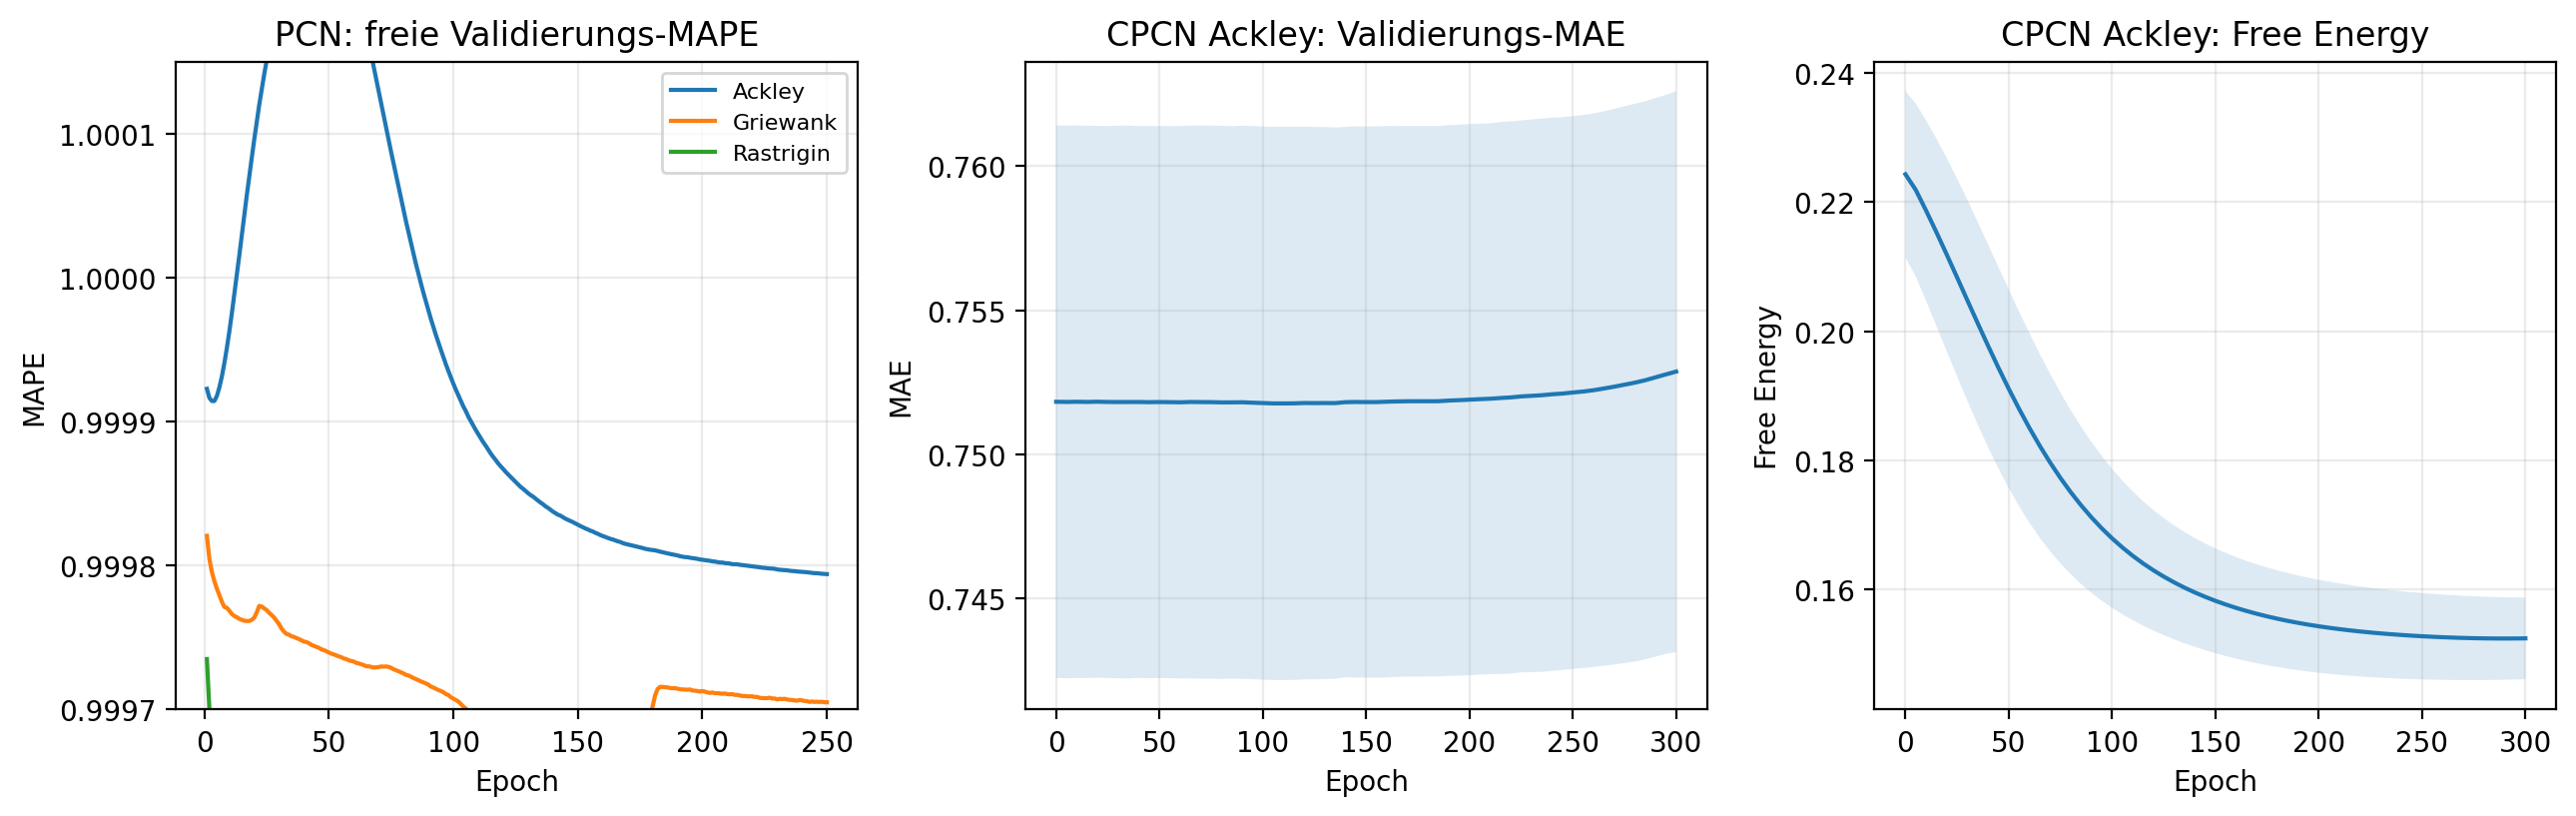 PCN: freie Validierungs-MAPE
MAPE
1.0001
1.0000
0.9999
0.9998
0.9997
Ackley
Griewank
Rastrigin
0 50 100 150 200 250
Epoch
CPCN Ackley: Validierungs-MAE
MAE
0.760
0.755
0.750
0.745
0 50 100 150 200 250 300
Epoch
CPCN Ackley: Free Energy
Free Energy
0.24
0.22
0.20
0.18
0.16
0 50 100 150 200 250 300
Epoch